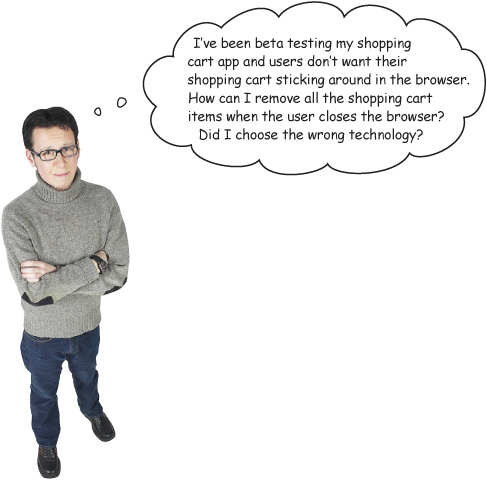 I've been beta testing my shopping
cart app and users don't want their
shopping cart sticking around in the browser.
How can I remove all the shopping cart
items when the user closes the browser?
Did I choose the wrong technology?